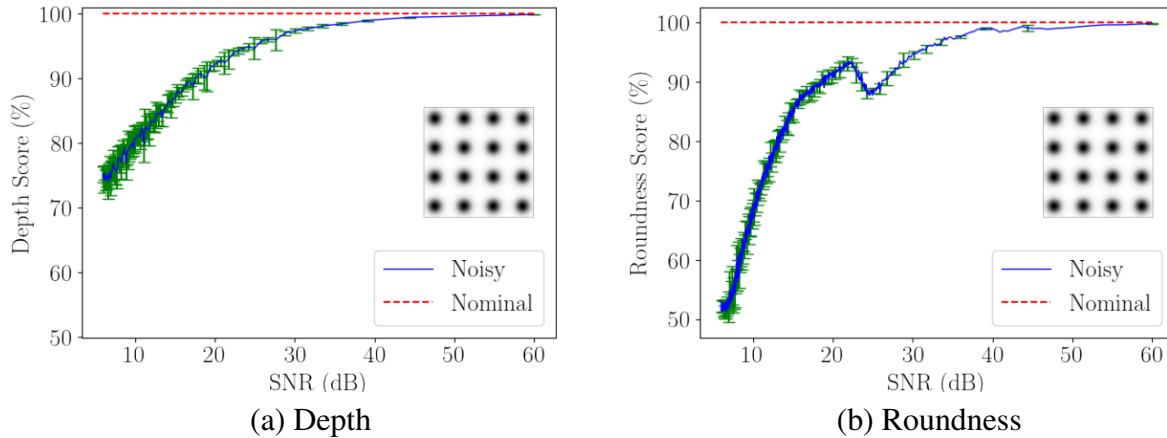 100
90
80
70
60
50
Depth Score (%)
10 20 30 40 50 60
SNR (dB)
Noisy
Nominal
(a) Depth
100
90
80
70
60
50
Roundness Score (%)
10 20 30 40 50 60
SNR (dB)
Noisy
Nominal
(b) Roundness